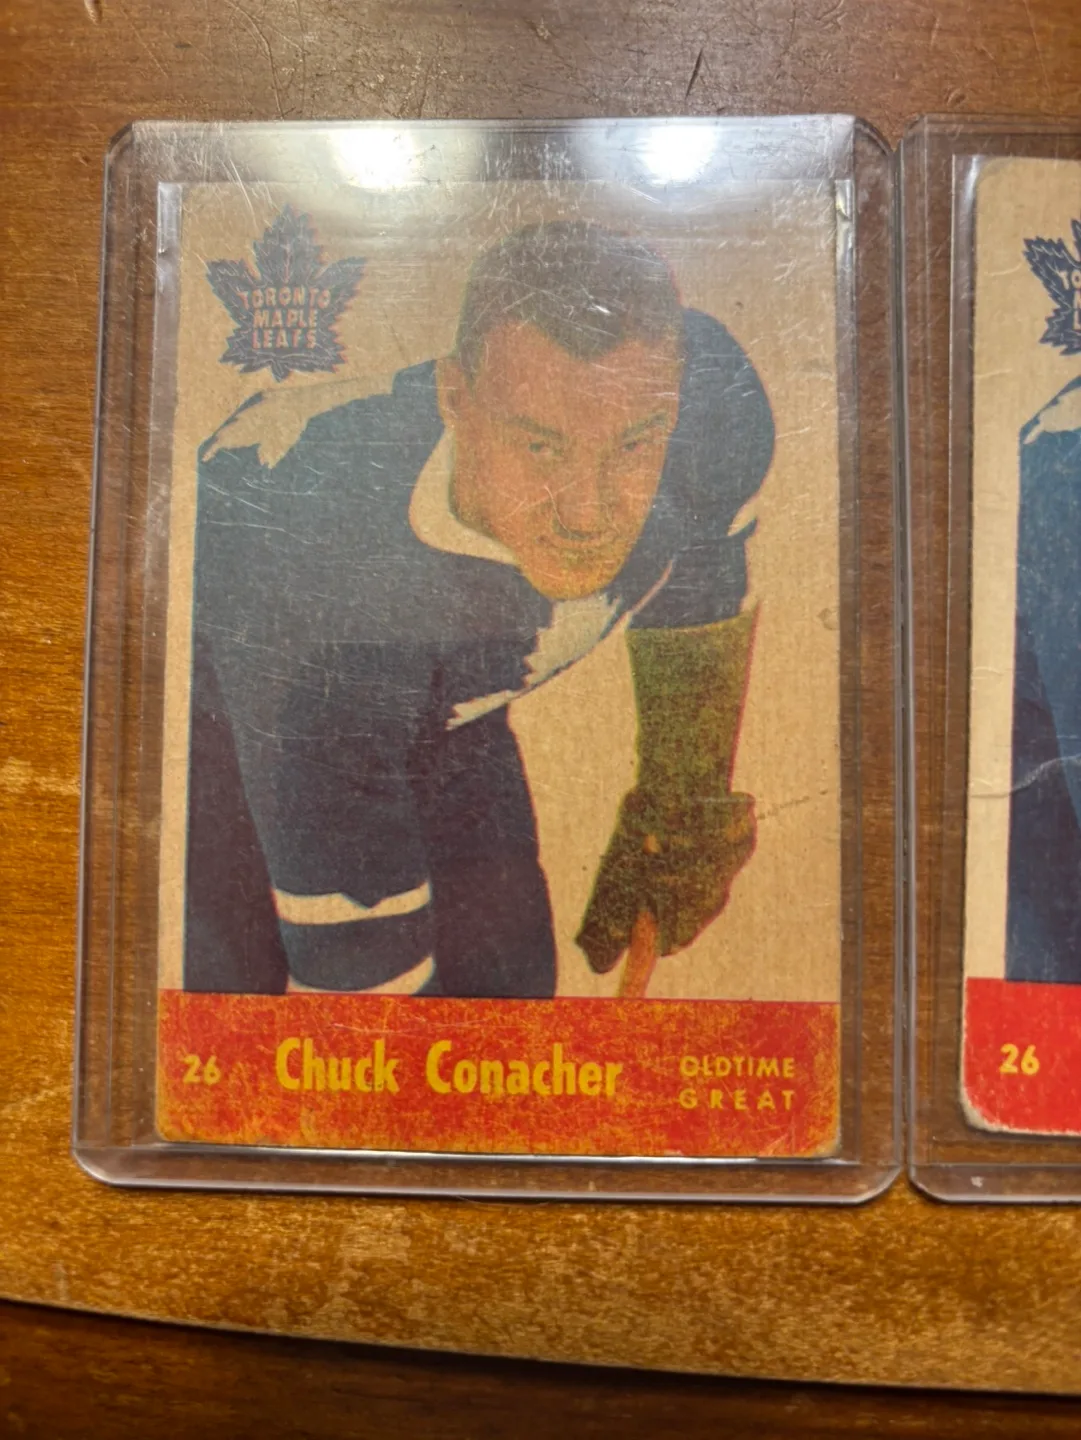 TORONTO
MAPLE
LEAFS
26 Chuck Conacher OLDTIME
GREAT
26